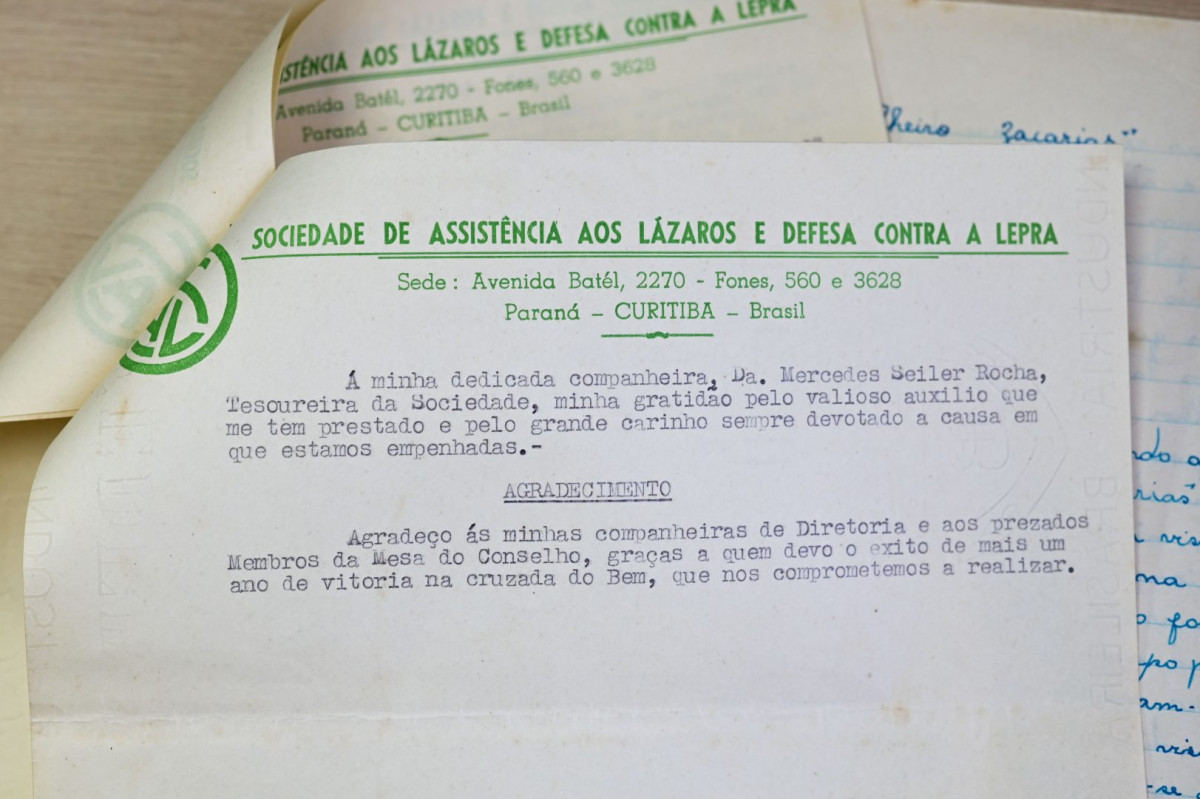 AOS LÁZAROS E DEFESA CONTRA A LEPRA
Avenida Batél, 2270 - Fones, 560 e 3628
Paraná - CURITIBA - Brasil
Zacarias"
SOCIEDADE DE ASSISTÊNCIA AOS LÁZAROS E DEFESA CONTRA A LEPRA
Sede : Avenida Batél, 2270 - Fones, 560 e 3628
Paraná - CURITIBA - Brasil
Á minha dedicada companheira, Da. Mercedes Seiler Rocha,
Tesoureira da Sociedade, minha gratidão pelo valioso auxilio que
me tem prestado e pelo grande carinho sempre devotado a causa em
que estamos empenhadas.-
AGRADECIMENTO
Agradeço ás minhas companheiras de Diretoria e aos prezados
Membros da Mesa do Conselho, graças a quem devo o exito de mais um
ano de vitoria na cruzada do Bem, que nos comprometemos a realizar.